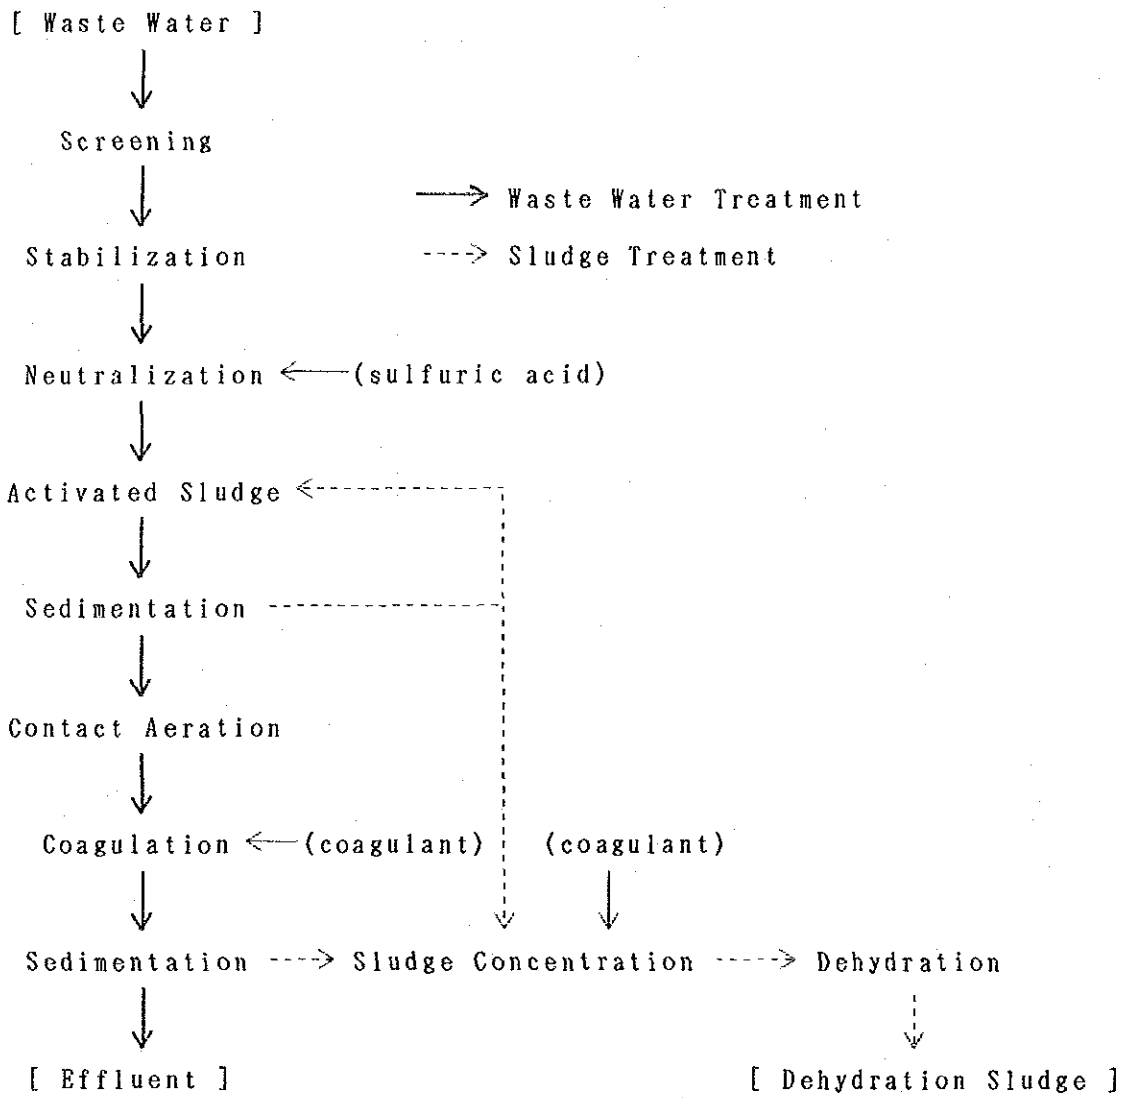 [ Waste Water ]
Screening
Waste Water Treatment
Stabilization
Sludge Treatment
Neutralization
(sulfuric acid)
Activated Sludge
Sedimentation
Contact Aeration
Coagulation
(coagulant)
(coagulant)
Sedimentation
Sludge Concentration
Dehydration
[ Effluent ]
[ Dehydration Sludge ]